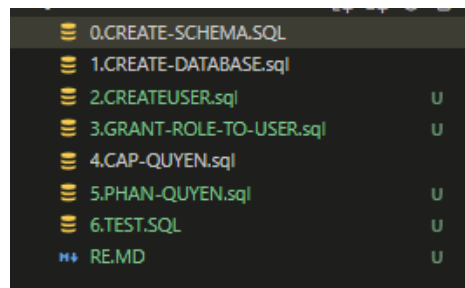 0.CREATE-SCHEMA.SQL
1.CREATE-DATABASE.sql
2.CREATEUSER.sql U
3.GRANT-ROLE-TO-USER.sql U
4.CAP-QUYEN.sql
5.PHAN-QUYEN.sql U
6.TEST.SQL U
RE.MD U